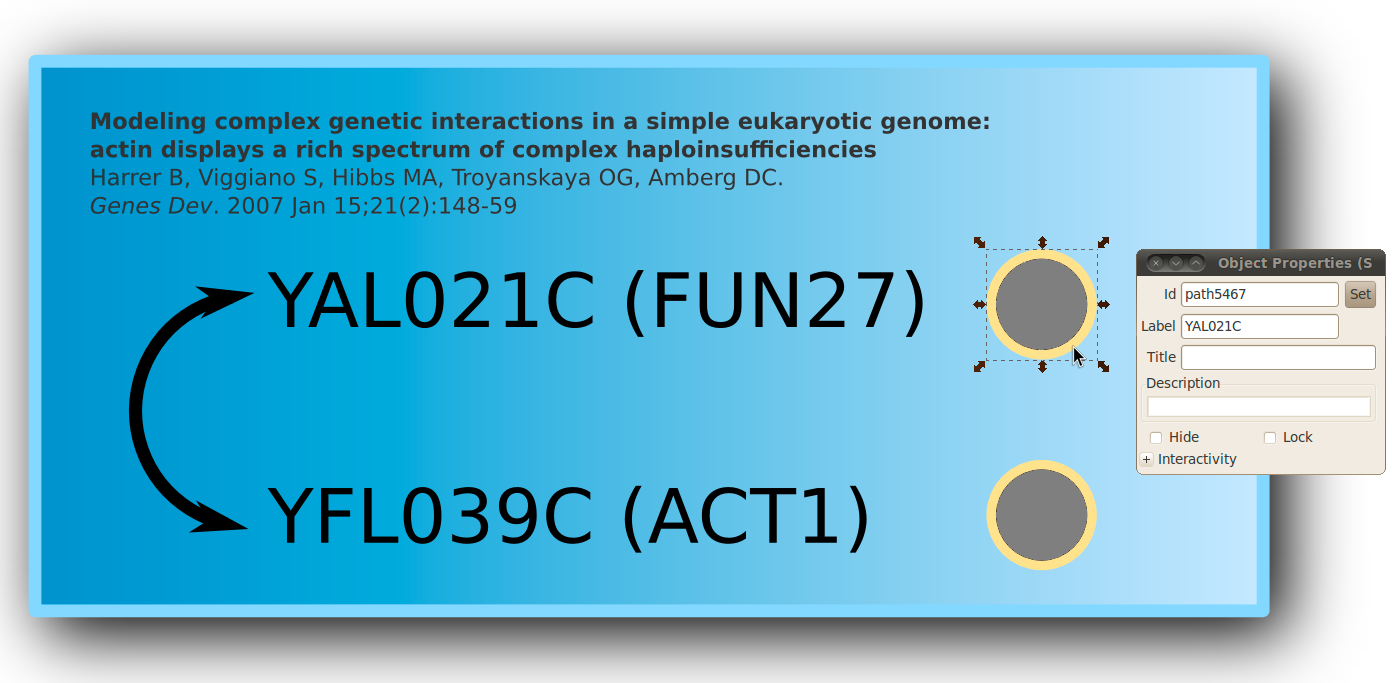 Modeling complex genetic interactions in a simple eukaryotic genome:
actin displays a rich spectrum of complex haploinsufficiencies
Harrer B, Viggiano S, Hibbs MA, Troyanskaya OG, Amberg DC.
Genes Dev. 2007 Jan 15;21(2):148-59
YAL021C (FUN27)
YFL039C (ACT1)
Object Properties (S
Id path5467 Set
Label YAL021C
Title
Description
Hide Lock
+ Interactivity